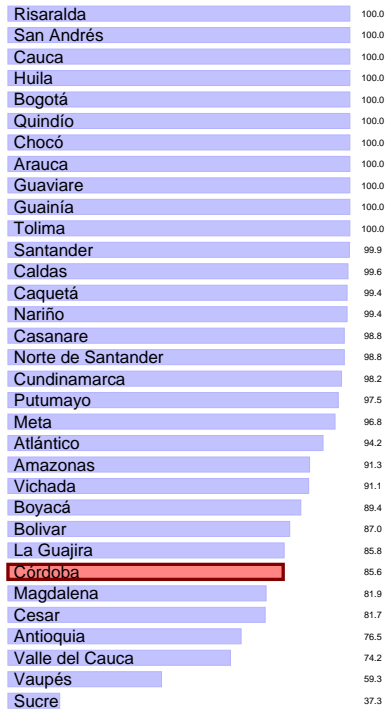 Risaralda 100.0
San Andrés 100.0
Cauca 100.0
Huila 100.0
Bogotá 100.0
Quindío 100.0
Chocó 100.0
Arauca 100.0
Guaviare 100.0
Guainía 100.0
Tolima 100.0
Santander 99.9
Caldas 99.6
Caquetá 99.4
Nariño 99.4
Casanare 98.8
Norte de Santander 98.8
Cundinamarca 98.2
Putumayo 97.5
Meta 96.8
Atlántico 94.2
Amazonas 91.3
Vichada 91.1
Boyacá 89.4
Bolivar 87.0
La Guajira 85.8
Córdoba 85.6
Magdalena 81.9
Cesar 81.7
Antioquia 76.5
Valle del Cauca 74.2
Vaupés 59.3
Sucre 37.3